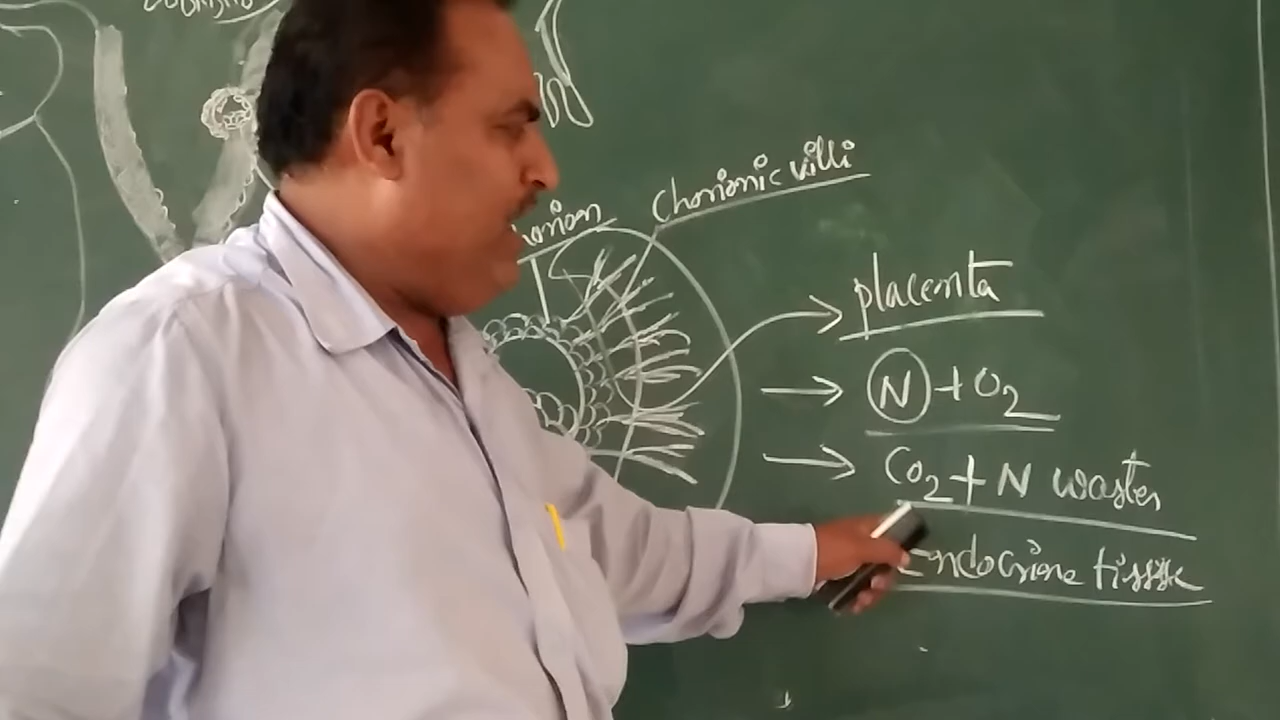 Chorionic villi
placenta
N + O2
CO2 + N wastes
Endocrine tissue